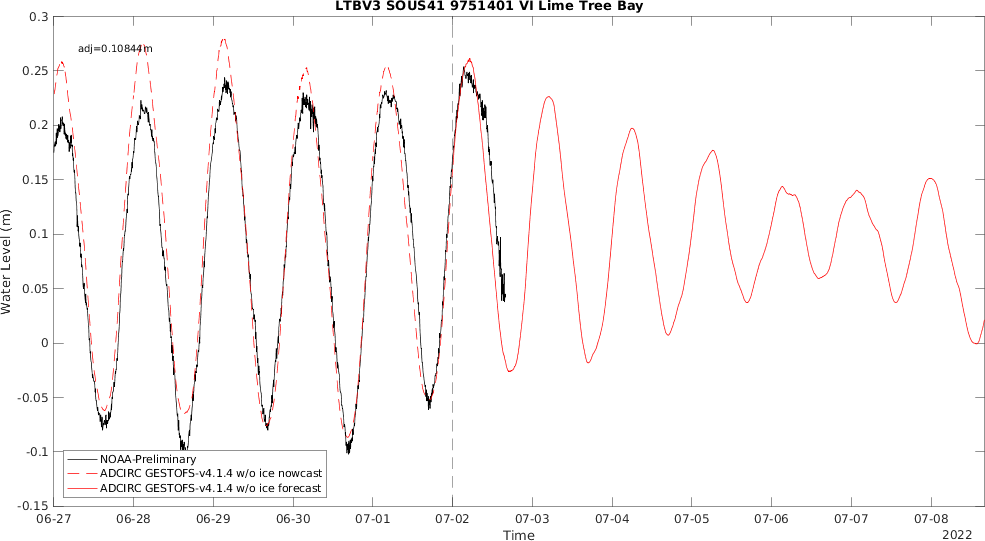 LTBV3 SOUS41 9751401 VI Lime Tree Bay
adj=0.10844m
Water Level (m)
0.3
0.25
0.2
0.15
0.1
0.05
0
-0.05
-0.1
-0.15
NOAA-Preliminary
ADCIRC GESTOFS-v4.1.4 w/o ice nowcast
ADCIRC GESTOFS-v4.1.4 w/o ice forecast
06-27 06-28 06-29 06-30 07-01 07-02 07-03 07-04 07-05 07-06 07-07 07-08
Time
2022